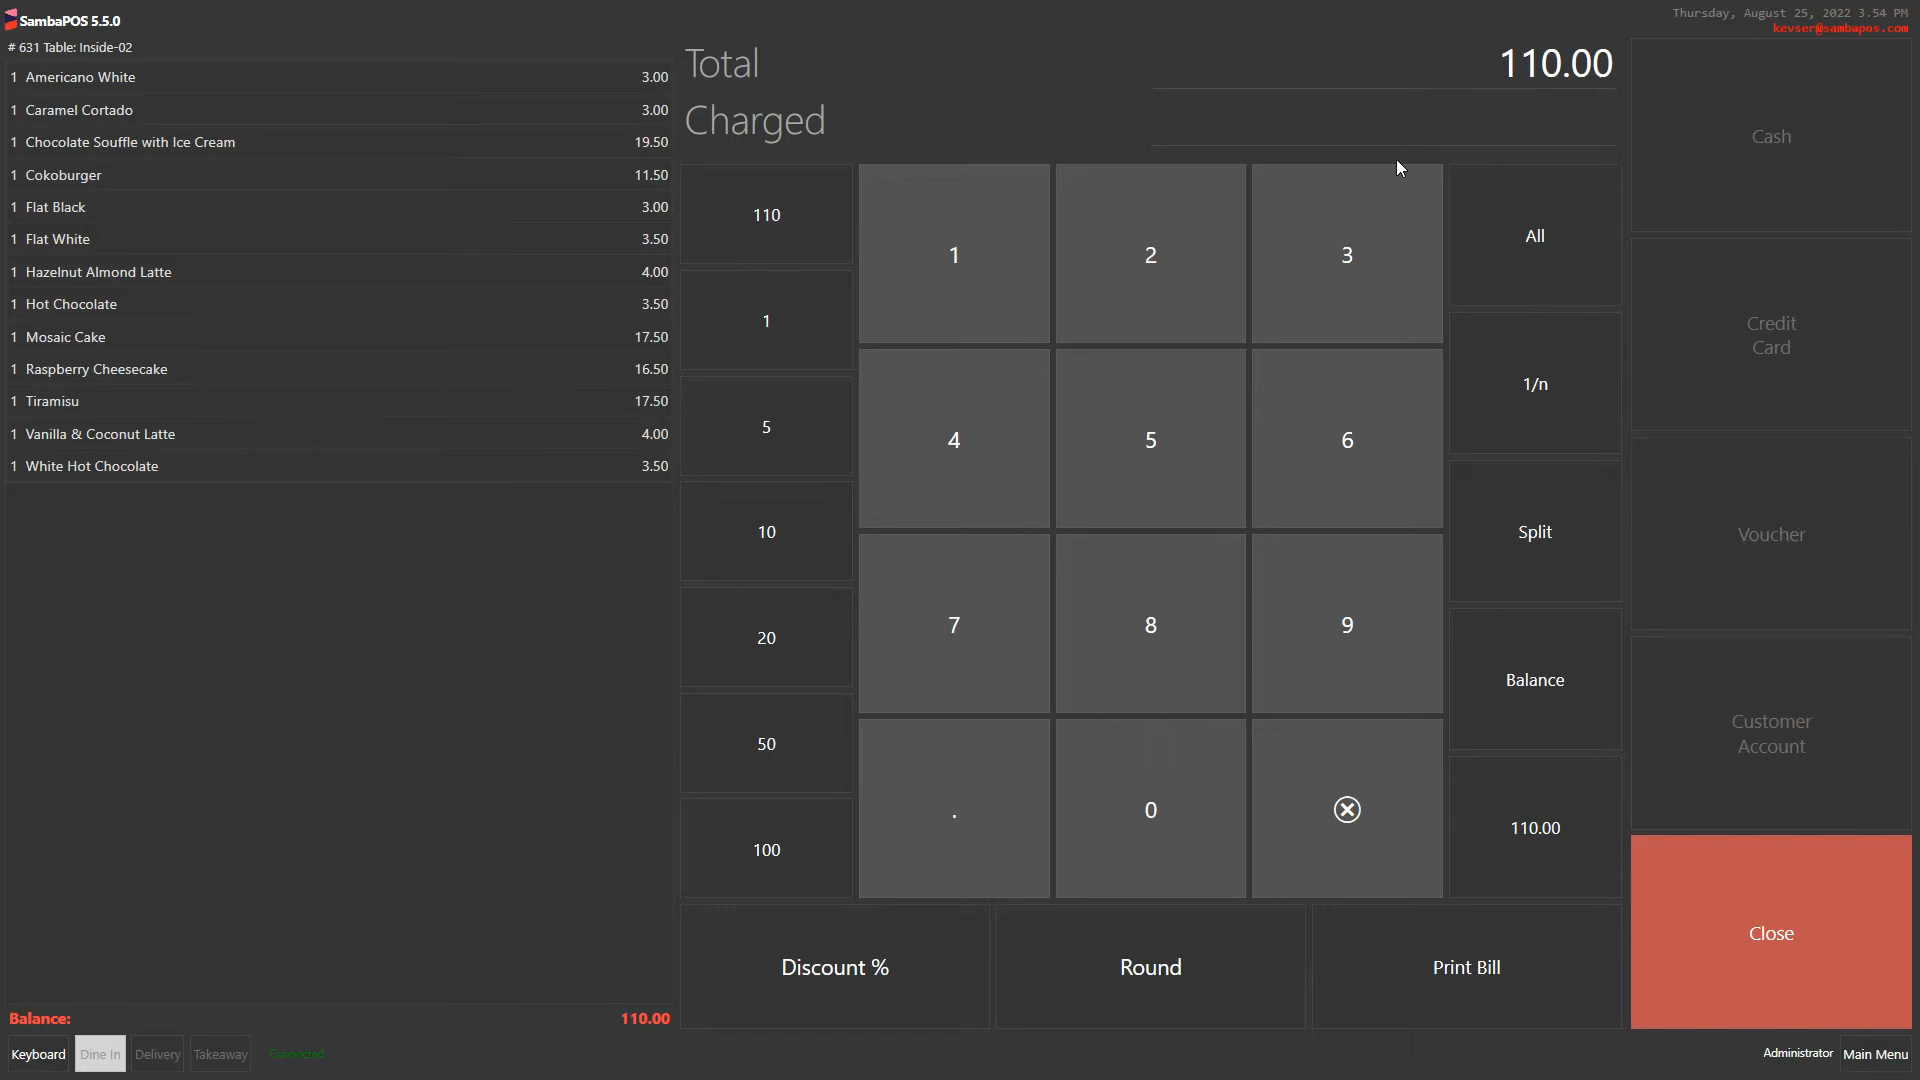 SambaPOS 5.5.0
Thursday, August 25, 2022 3.54 PM
kevser@sambapos.com
# 631 Table: Inside-02
1 Americano White 3.00
1 Caramel Cortado 3.00
1 Chocolate Souffle with Ice Cream 19.50
1 Cokoburger 11.50
1 Flat Black 3.00
1 Flat White 3.50
1 Hazelnut Almond Latte 4.00
1 Hot Chocolate 3.50
1 Mosaic Cake 17.50
1 Raspberry Cheesecake 16.50
1 Tiramisu 17.50
1 Vanilla & Coconut Latte 4.00
1 White Hot Chocolate 3.50
Balance: 110.00
Total 110.00
Charged
110
1
5
10
20
50
100
1 2 3
4 5 6
7 8 9
. 0
All
1/n
Split
Balance
110.00
Discount % Round Print Bill
Cash
Credit
Card
Voucher
Customer
Account
Close
Keyboard Dine In Delivery Takeaway Connected
Administrator Main Menu